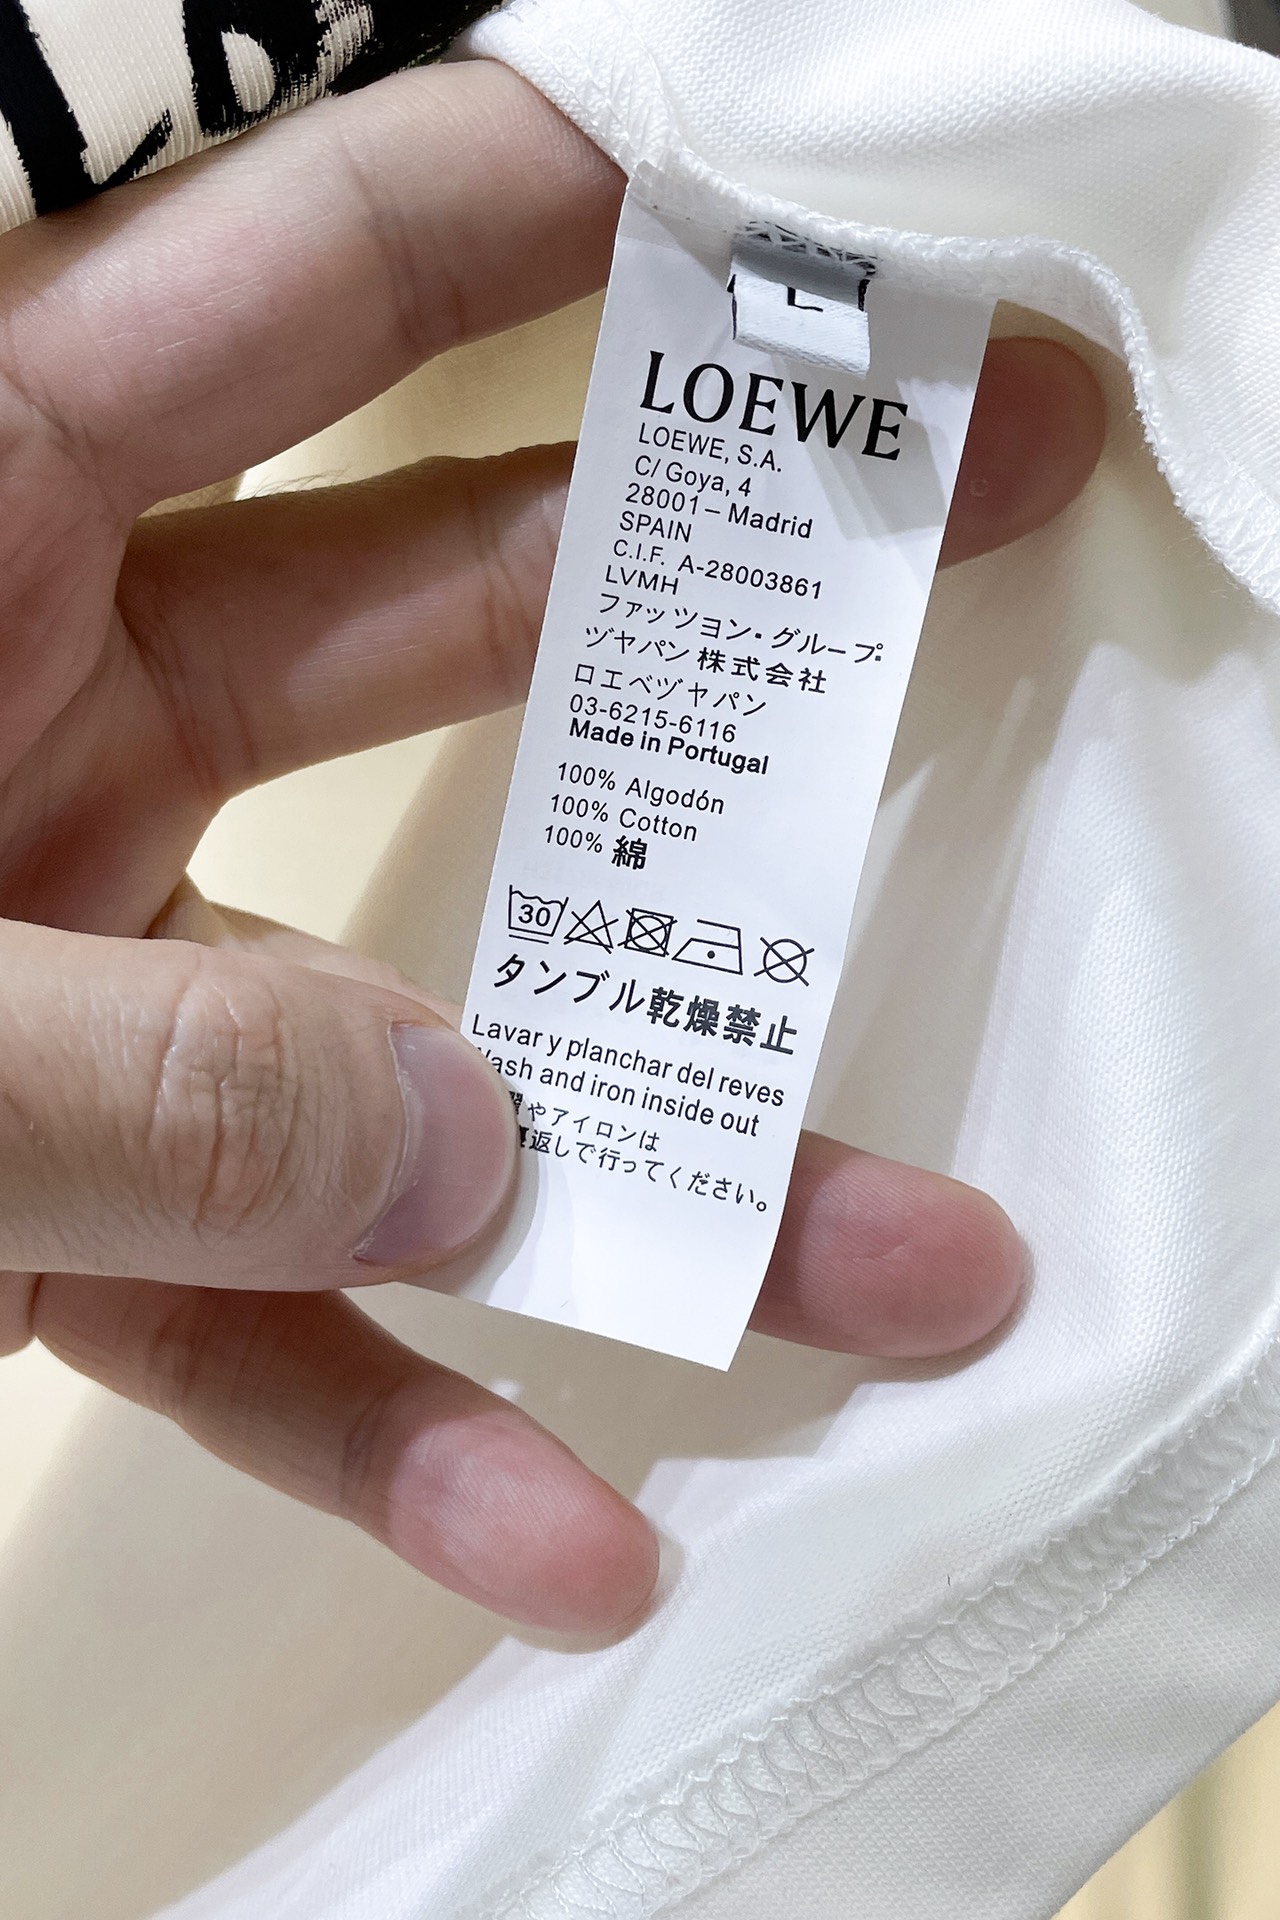 L
LOEWE
LOEWE, S.A.
C/ Goya, 4
28001 – Madrid
SPAIN
C.I.F. A-28003861
LVMH
ファッツヨン・グループ
ヅヤパン株式会社
ロエベヅヤパン
03-6215-6116
Made in Portugal
100% Algodón
100% Cotton
100% 綿
30
タンブル乾燥禁止
Lavar y planchar del reves
Wash and iron inside out
やアイロンは
裏返しで行ってください。